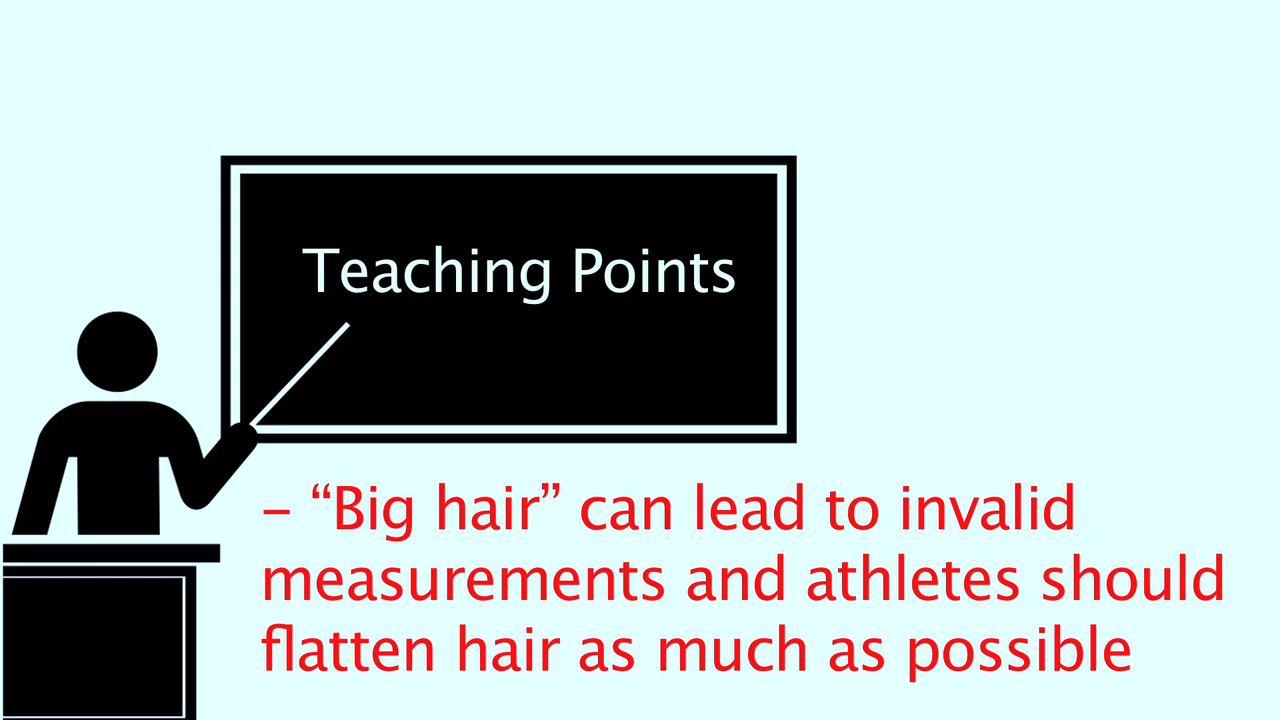 Teaching Points
– “Big hair” can lead to invalid
measurements and athletes should
flatten hair as much as possible